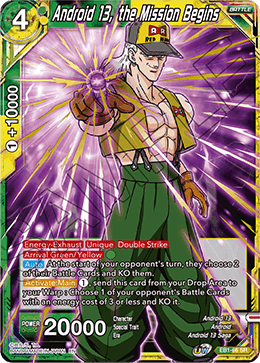 4
Android 13, the Mission Begins
BATTLE
1 +10000
Energy-Exhaust Unique Double Strike
Arrival Green/Yellow
Auto At the start of your opponent's turn, they choose 2
of their Battle Cards and KO them.
Activate: Main 1, send this card from your Drop Area to
your Warp : Choose 1 of your opponent's Battle Cards
with an energy cost of 3 or less and KO it.
POWER 20000
Character Android 13
Special Trait Android
Era Android 13 Saga
EB1-66 SR